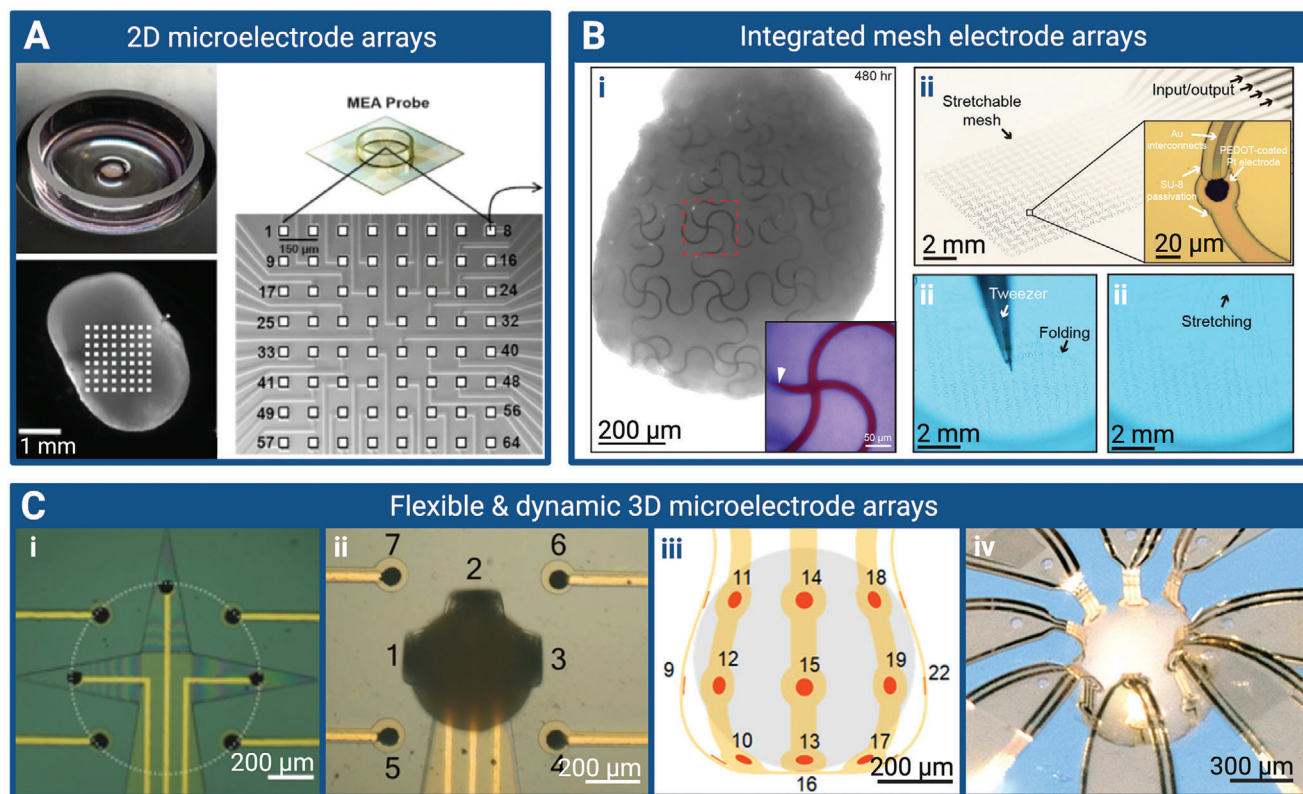 A
2D microelectrode arrays
1 mm
MEA Probe
1
8
150 µm
9
16
17
24
25
32
33
40
41
48
49
56
57
64
B
Integrated mesh electrode arrays
i
480 hr
200 µm
50 µm
ii
Stretchable
mesh
Input/output
Au
interconnects
PEDOT-coated
Pt electrode
SU-8
passivation
2 mm
20 µm
ii
Tweezer
Folding
2 mm
ii
Stretching
2 mm
C
Flexible & dynamic 3D microelectrode arrays
i
200 µm
ii
7
6
2
1
3
5
4
200 µm
iii
11
14
18
12
15
19
9
22
10
13
17
16
200 µm
iv
300 µm